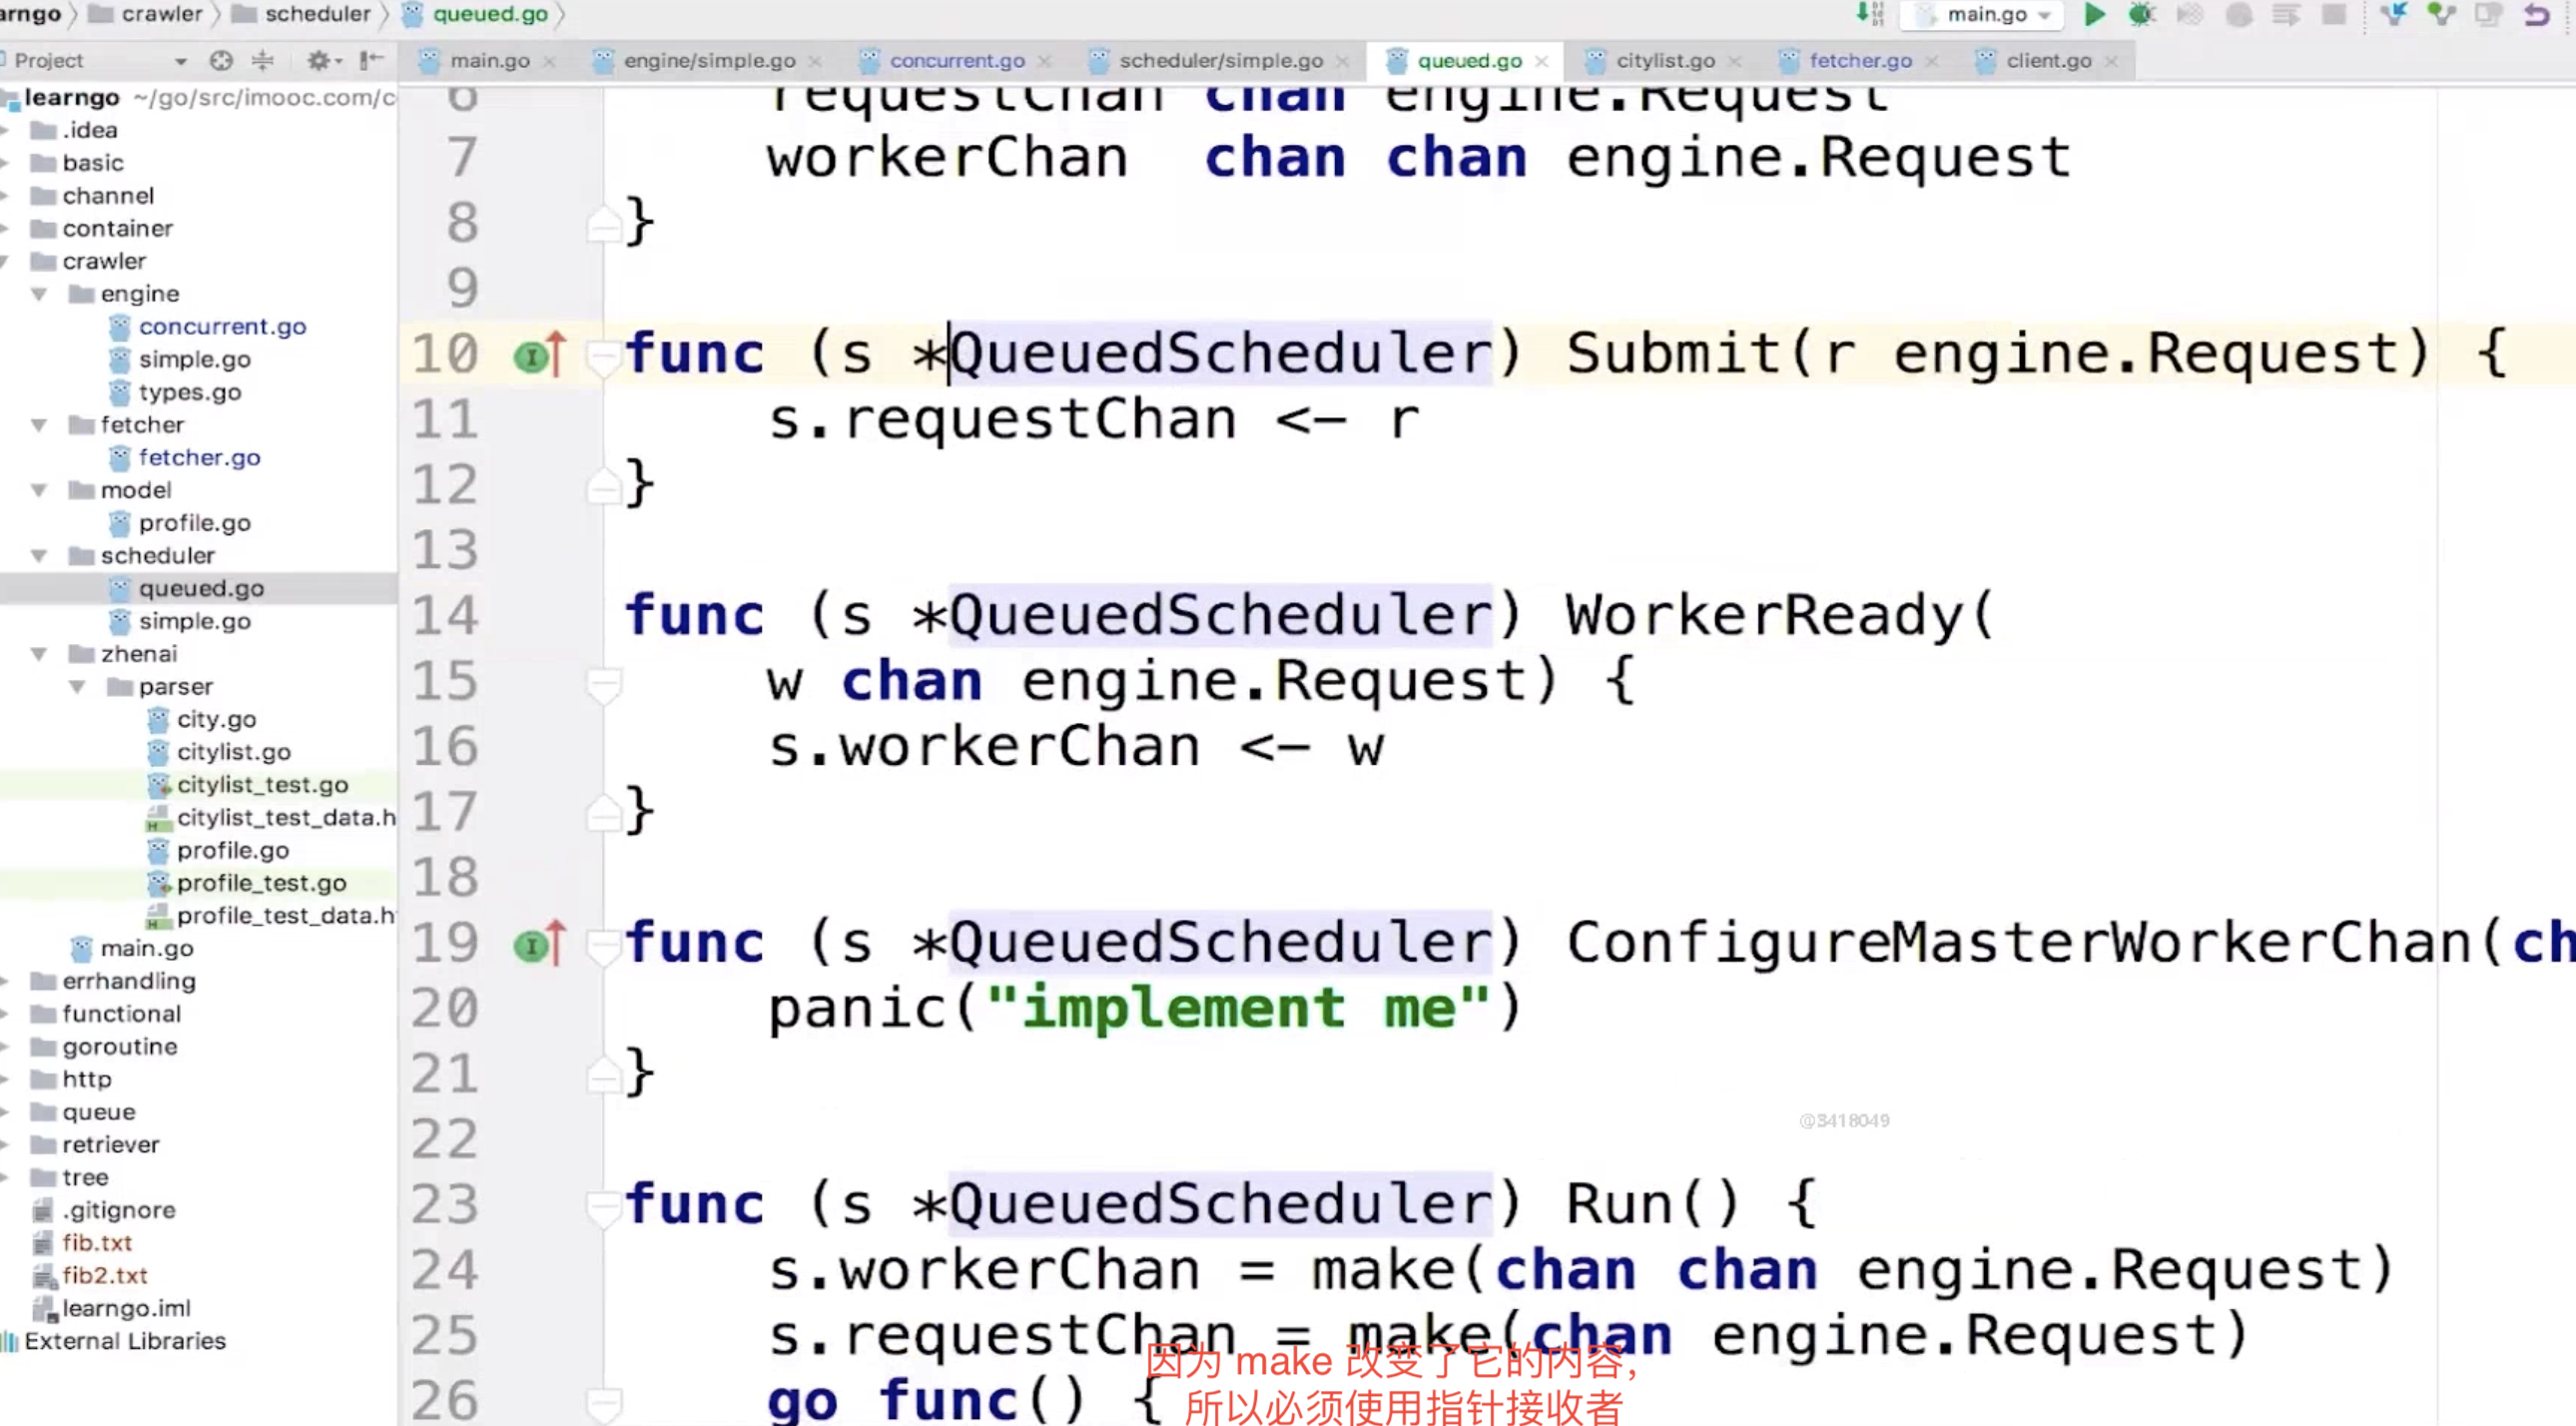 arngo crawler scheduler queued.go
main.go
Project
main.go engine/simple.go concurrent.go scheduler/simple.go queued.go citylist.go fetcher.go client.go
learngo ~/go/src/imooc.com/c
.idea
basic
channel
container
crawler
engine
concurrent.go
simple.go
types.go
fetcher
fetcher.go
model
profile.go
scheduler
queued.go
simple.go
zhenai
parser
city.go
citylist.go
citylist_test.go
citylist_test_data.h
profile.go
profile_test.go
profile_test_data.h
main.go
errhandling
functional
goroutine
http
queue
retriever
tree
.gitignore
fib.txt
fib2.txt
learngo.iml
External Libraries
6 requestChan chan engine.Request
7 workerChan chan chan engine.Request
8 }
9
10 func (s *QueuedScheduler) Submit(r engine.Request) {
11 s.requestChan <- r
12 }
13
14 func (s *QueuedScheduler) WorkerReady(
15 w chan engine.Request) {
16 s.workerChan <- w
17 }
18
19 func (s *QueuedScheduler) ConfigureMasterWorkerChan(ch
20 panic("implement me")
21 }
22
23 func (s *QueuedScheduler) Run() {
24 s.workerChan = make(chan chan engine.Request)
25 s.requestChan = make(chan engine.Request)
26 go func() {
@3418049
因为 make 改变了它的内容,
所以必须使用指针接收者